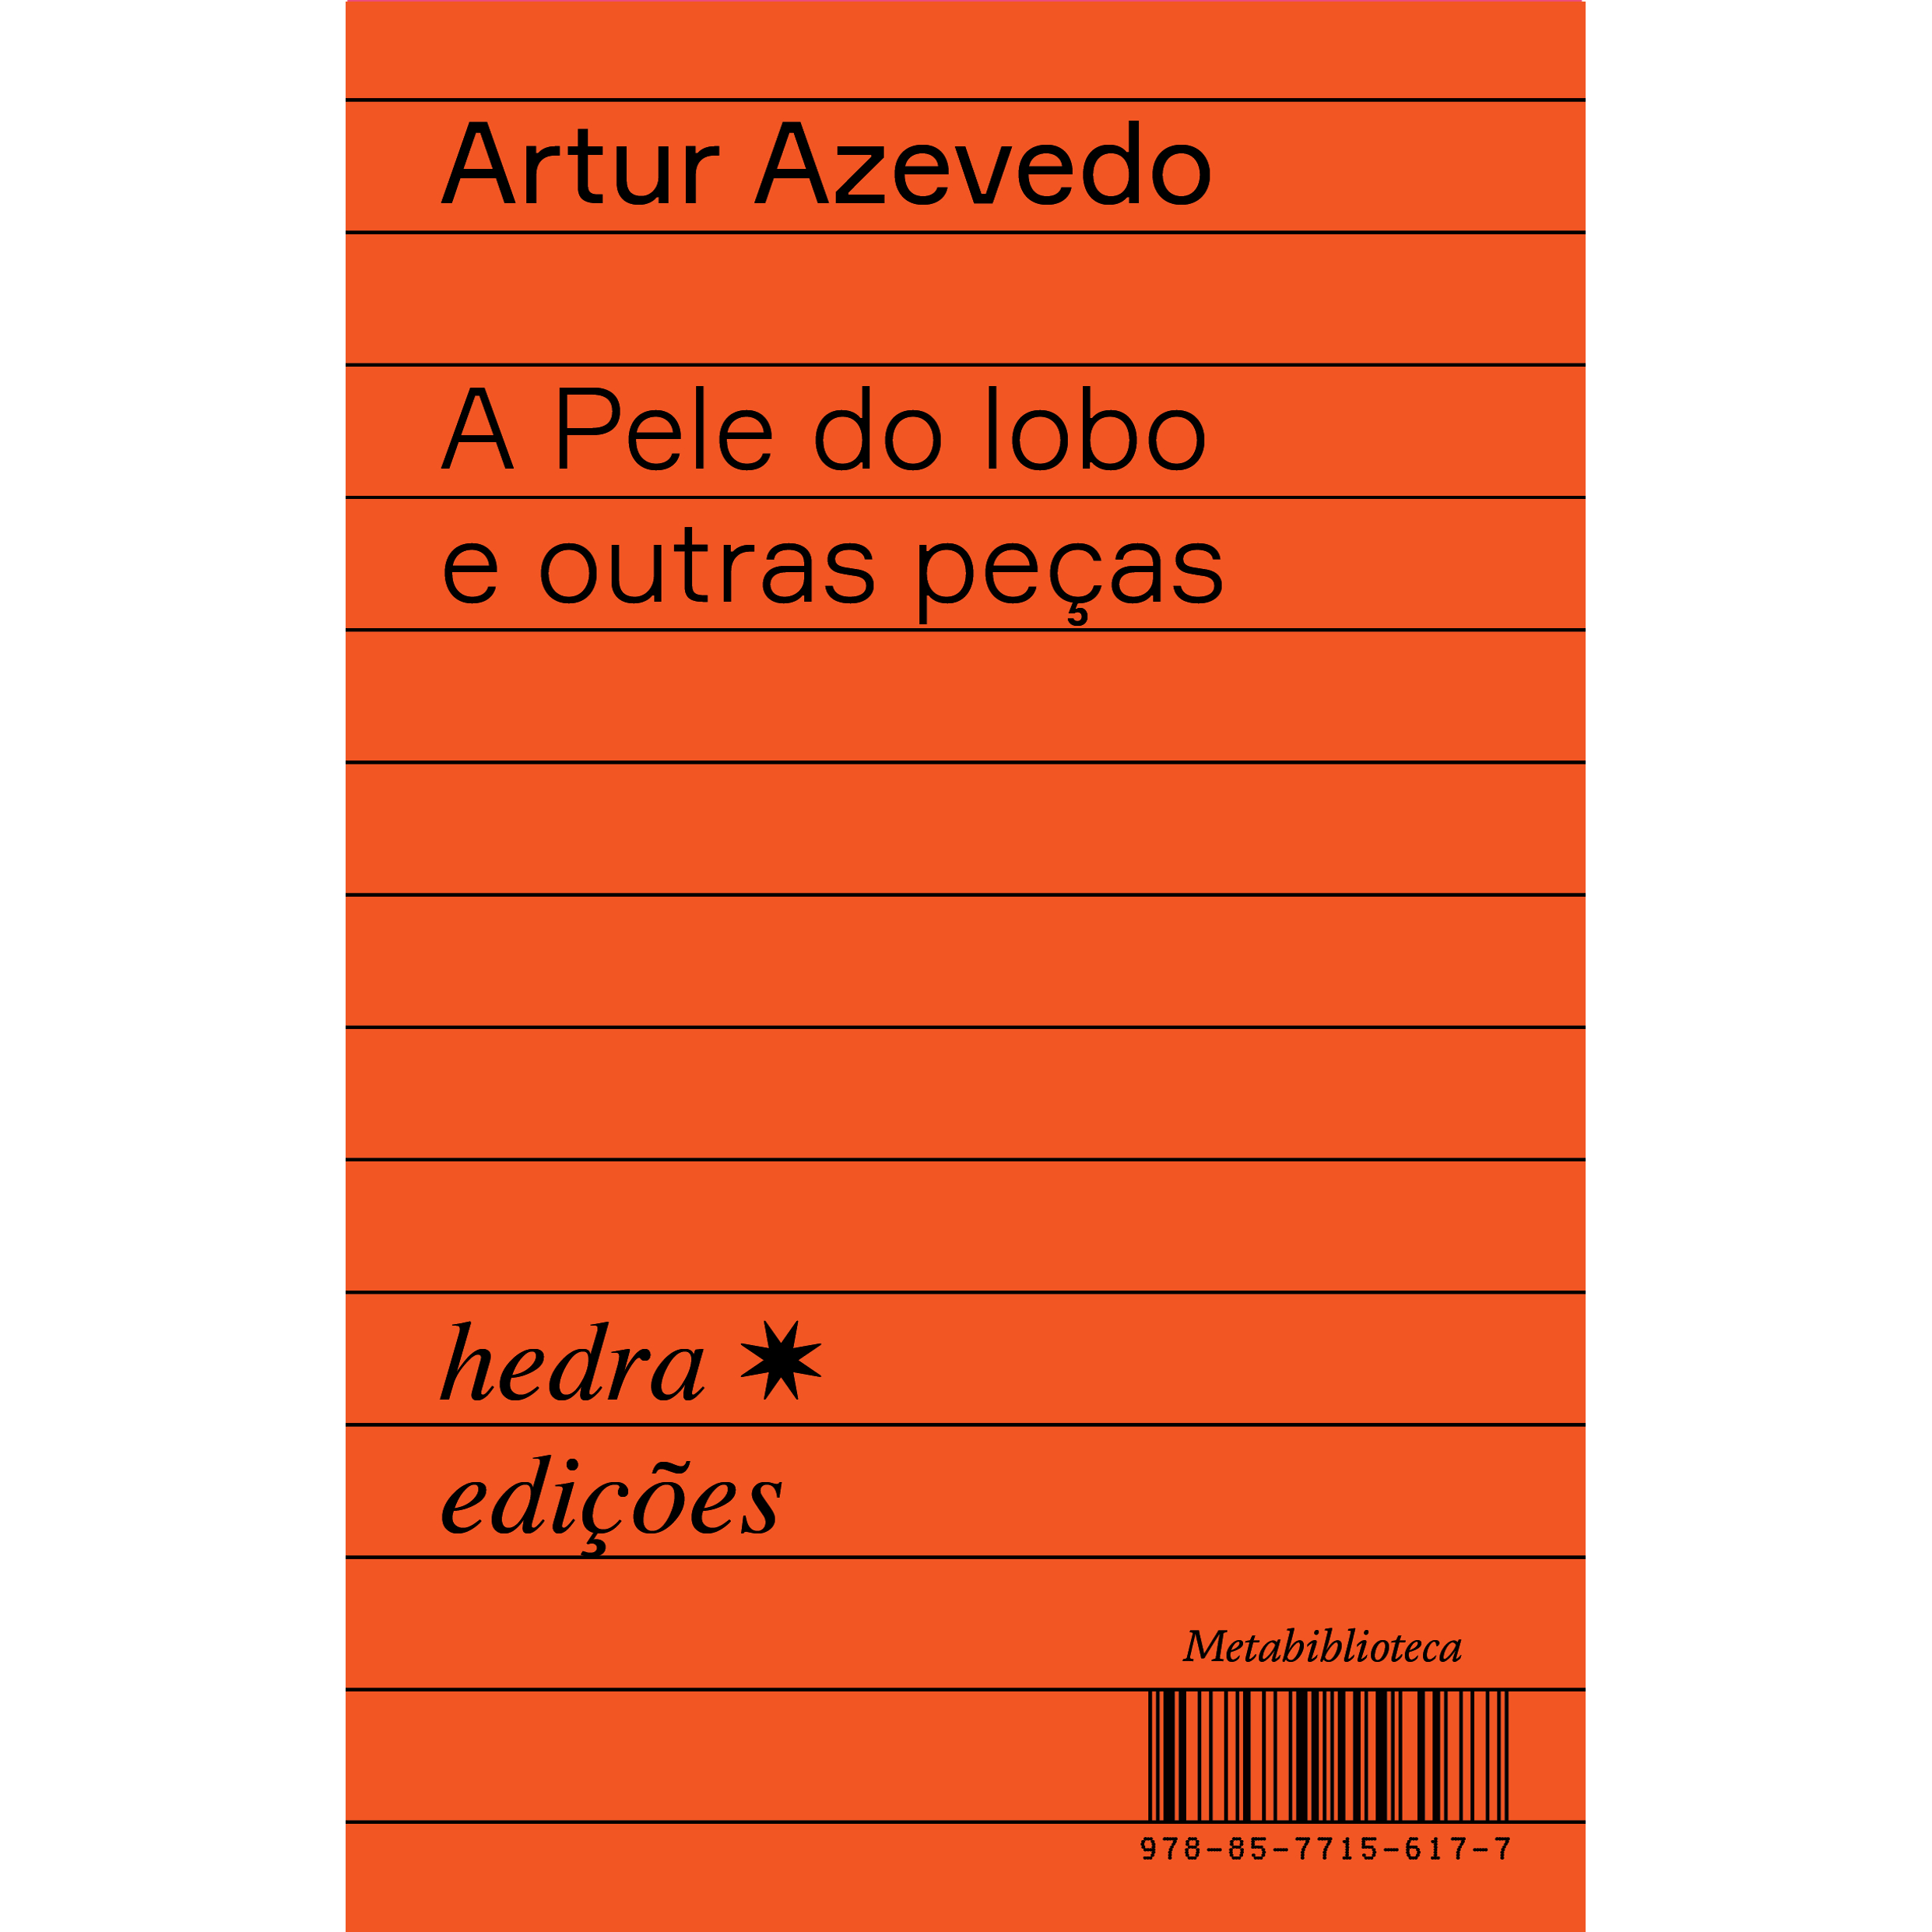 Artur Azevedo
A Pele do lobo
e outras peças
hedra
edições
Metabiblioteca
978-85-7715-617-7